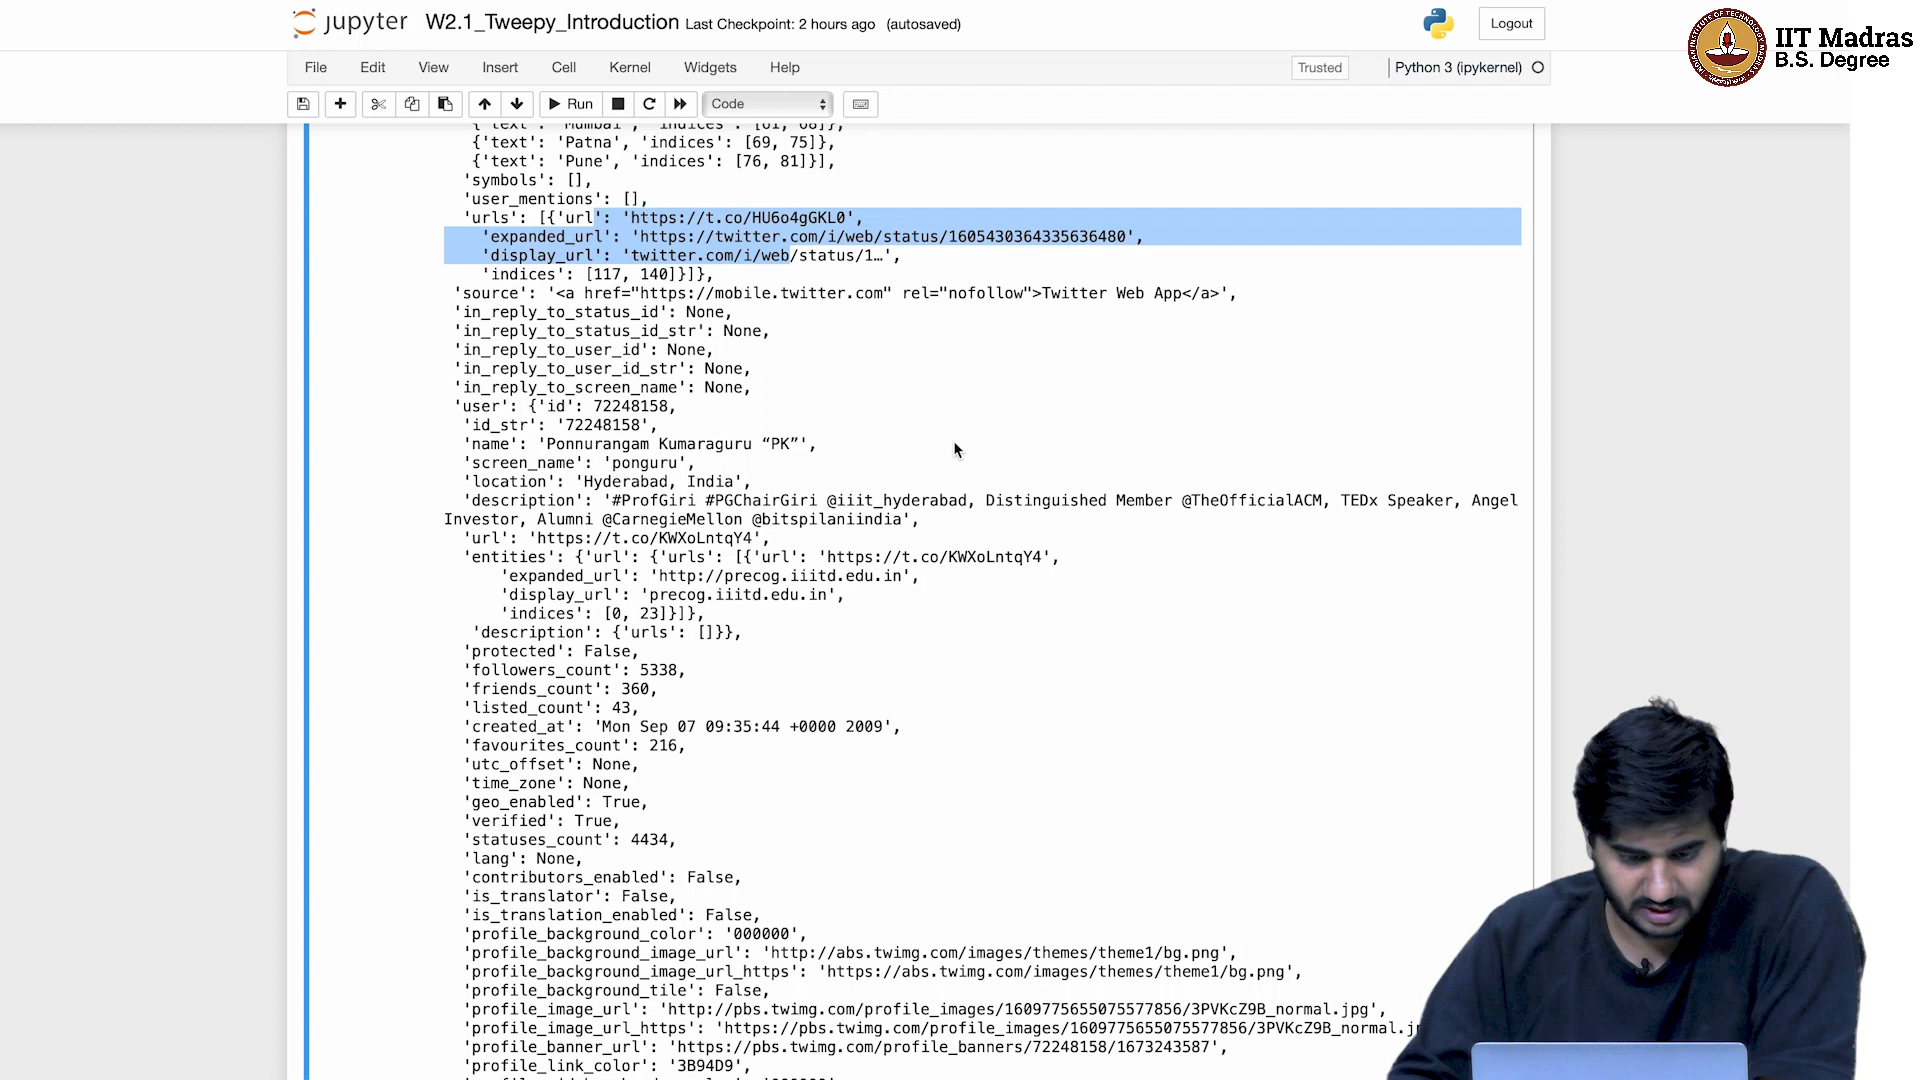 jupyter W2.1_Tweepy_Introduction Last Checkpoint: 2 hours ago (autosaved)
Logout
IIT Madras
B.S. Degree
File Edit View Insert Cell Kernel Widgets Help
Trusted
Python 3 (ipykernel)
Run
Code
{'text': 'Mumbai', 'indices': [61, 68]},
{'text': 'Patna', 'indices': [69, 75]},
{'text': 'Pune', 'indices': [76, 81]}],
'symbols': [],
'user_mentions': [],
'urls': [{'url': 'https://t.co/HU6o4gGKL0',
'expanded_url': 'https://twitter.com/i/web/status/1605430364335636480',
'display_url': 'twitter.com/i/web/status/1…',
'indices': [117, 140]}]},
'source': '<a href="https://mobile.twitter.com" rel="nofollow">Twitter Web App</a>',
'in_reply_to_status_id': None,
'in_reply_to_status_id_str': None,
'in_reply_to_user_id': None,
'in_reply_to_user_id_str': None,
'in_reply_to_screen_name': None,
'user': {'id': 72248158,
'id_str': '72248158',
'name': 'Ponnurangam Kumaraguru “PK”',
'screen_name': 'ponguru',
'location': 'Hyderabad, India',
'description': '#ProfGiri #PGChairGiri @iiit_hyderabad, Distinguished Member @TheOfficialACM, TEDx Speaker, Angel
Investor, Alumni @CarnegieMellon @bitspilaniindia',
'url': 'https://t.co/KWXoLntqY4',
'entities': {'url': {'urls': [{'url': 'https://t.co/KWXoLntqY4',
'expanded_url': 'http://precog.iiitd.edu.in',
'display_url': 'precog.iiitd.edu.in',
'indices': [0, 23]}]},
'description': {'urls': []}},
'protected': False,
'followers_count': 5338,
'friends_count': 360,
'listed_count': 43,
'created_at': 'Mon Sep 07 09:35:44 +0000 2009',
'favourites_count': 216,
'utc_offset': None,
'time_zone': None,
'geo_enabled': True,
'verified': True,
'statuses_count': 4434,
'lang': None,
'contributors_enabled': False,
'is_translator': False,
'is_translation_enabled': False,
'profile_background_color': '000000',
'profile_background_image_url': 'http://abs.twimg.com/images/themes/theme1/bg.png',
'profile_background_image_url_https': 'https://abs.twimg.com/images/themes/theme1/bg.png',
'profile_background_tile': False,
'profile_image_url': 'http://pbs.twimg.com/profile_images/1609775655075577856/3PVKcZ9B_normal.jpg',
'profile_image_url_https': 'https://pbs.twimg.com/profile_images/1609775655075577856/3PVKcZ9B_normal.j
'profile_banner_url': 'https://pbs.twimg.com/profile_banners/72248158/1673243587',
'profile_link_color': '3B94D9',